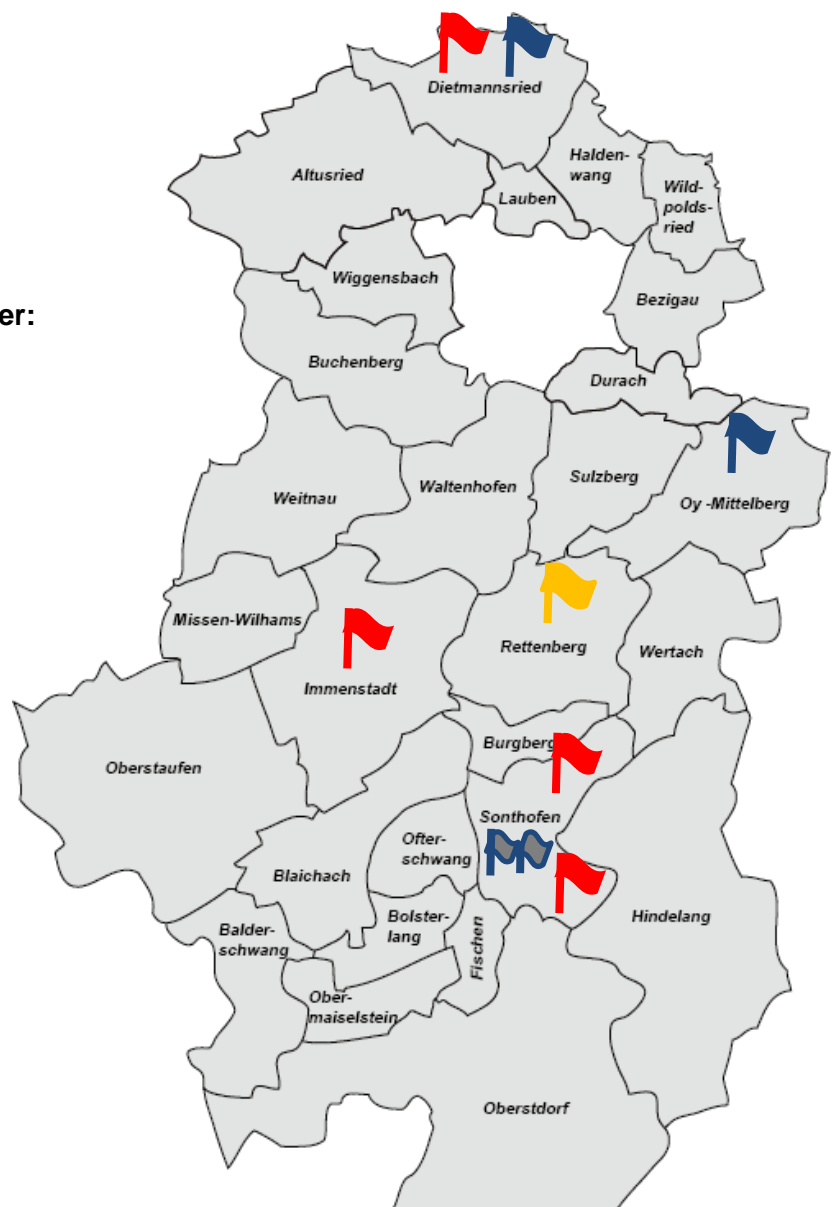 Dietmannsried
Halden-
wang
Altusried
Lauben
Wild-
polds-
ried
Wiggensbach
Bezigau
er:
Buchenberg
Durach
Weitnau
Waltenhofen
Sulzberg
Oy -Mittelberg
Missen-Wilhams
Rettenberg
Wertach
Immenstadt
Burgberg
Oberstaufen
Sonthofen
Ofter-
schwang
Blaichach
Bolster-
lang
Hindelang
Balder-
schwang
Fischen
Ober-
maiselstein
Oberstdorf